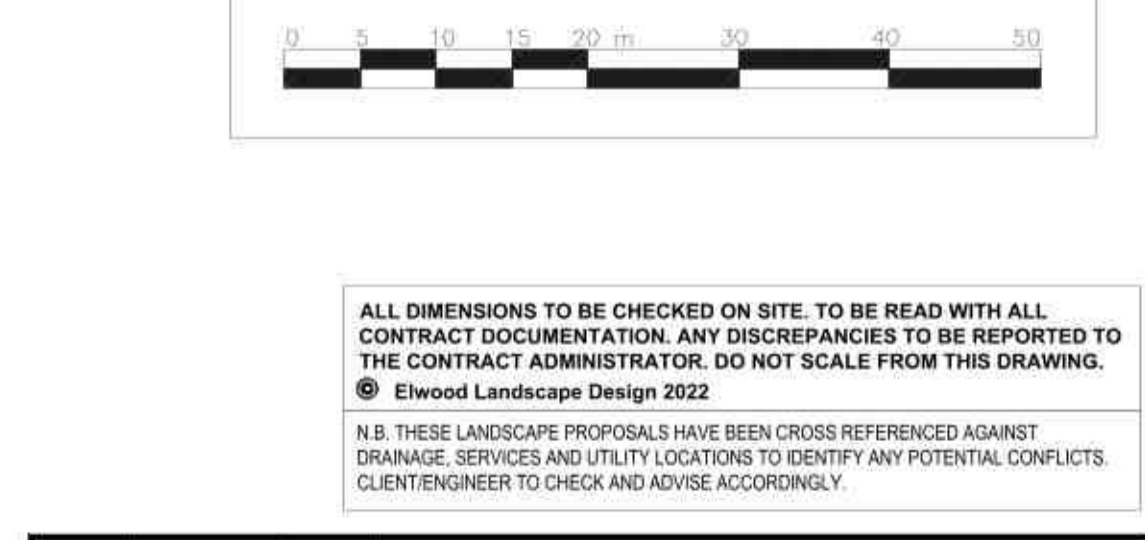 0 5 10 15 20 m 30 40 50
ALL DIMENSIONS TO BE CHECKED ON SITE. TO BE READ WITH ALL
CONTRACT DOCUMENTATION. ANY DISCREPANCIES TO BE REPORTED TO
THE CONTRACT ADMINISTRATOR. DO NOT SCALE FROM THIS DRAWING.
© Elwood Landscape Design 2022
N.B. THESE LANDSCAPE PROPOSALS HAVE BEEN CROSS REFERENCED AGAINST
DRAINAGE, SERVICES AND UTILITY LOCATIONS TO IDENTIFY ANY POTENTIAL CONFLICTS.
CLIENT/ENGINEER TO CHECK AND ADVISE ACCORDINGLY.